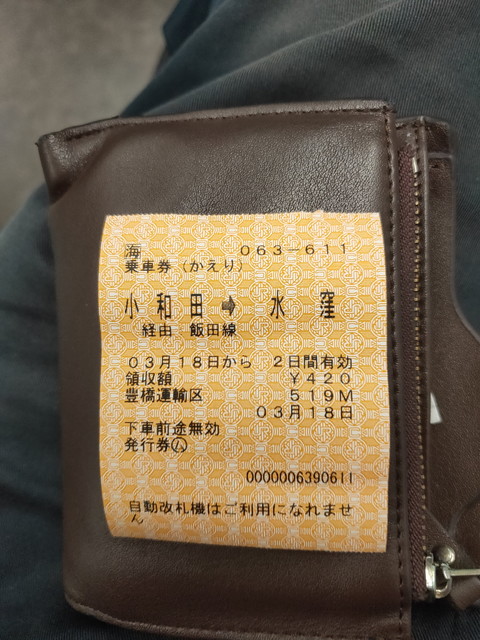 海　０６３－６１１
乗車券（かえり）
小和田➡水窪
経由　飯田線
０３月１８日から　２日間有効
領収額　￥４２０
豊橋運輸区　５１９Ｍ
０３月１８日
下車前途無効
発行券㋰
0000006390611
自動改札機はご利用になれませ
ん